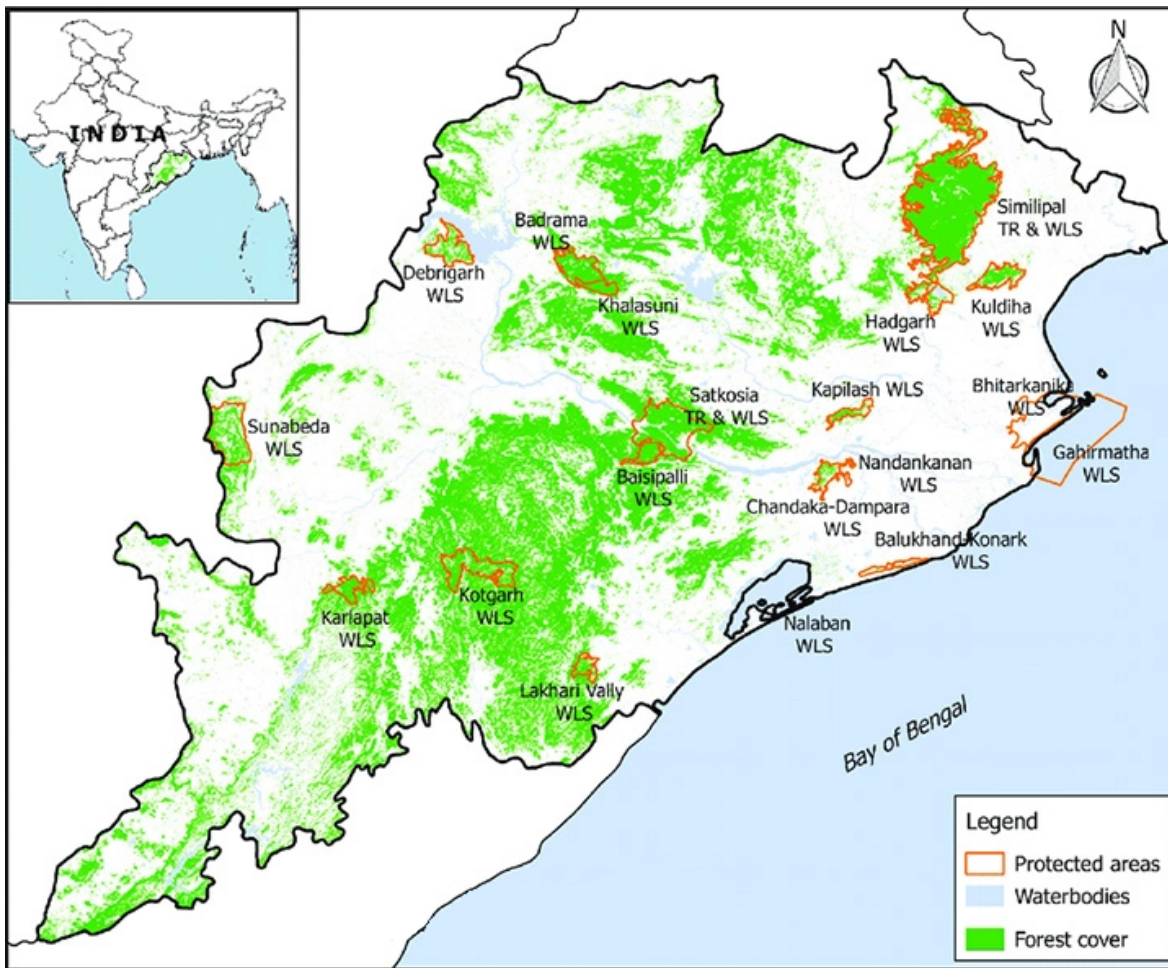 INDIA
N
Similipal
TR & WLS
Badrama
WLS
Debrigarh
WLS
Khalasuni
WLS
Hadgarh
WLS
Kuldiha
WLS
Kapilash WLS
Bhitarkanika
WLS
Satkosia
TR & WLS
Sunabeda
WLS
Gahirmatha
WLS
Baisipalli
WLS
Nandankanan
WLS
Chandaka-Dampara
WLS
Balukhand-Konark
WLS
Karlapat
WLS
Kotgarh
WLS
Nalaban
WLS
Lakhari Vally
WLS
Bay of Bengal
Legend
Protected areas
Waterbodies
Forest cover